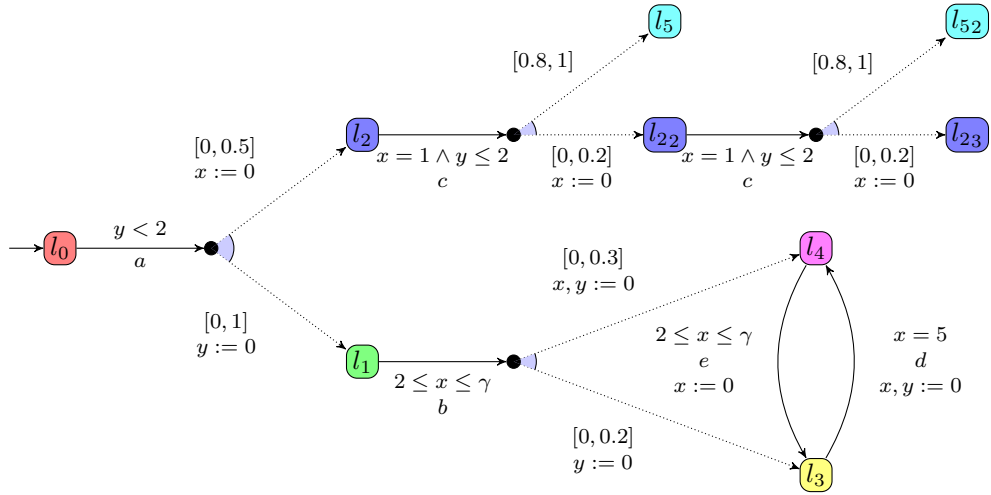 l5
l52
[0.8, 1]
[0.8, 1]
[0, 0.5]
x := 0
l2
x = 1 ∧ y ≤ 2
c
[0, 0.2]
x := 0
l22
x = 1 ∧ y ≤ 2
c
[0, 0.2]
x := 0
l23
l0
y < 2
a
[0, 1]
y := 0
l1
2 ≤ x ≤ γ
b
[0, 0.3]
x, y := 0
l4
[0, 0.2]
y := 0
2 ≤ x ≤ γ
e
x := 0
x = 5
d
x, y := 0
l3